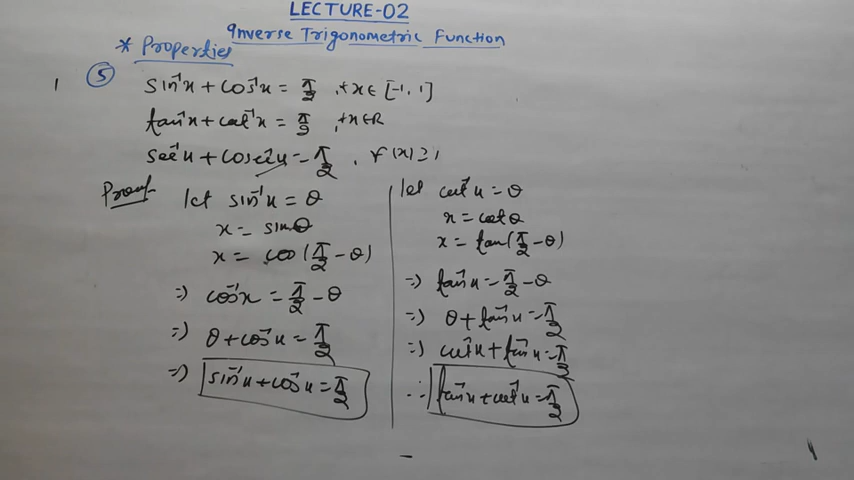 LECTURE-02
Inverse Trigonometric Function
* Properties
1 ⑤ sin⁻¹x + cos⁻¹x = π/2 , ∀x∈[-1, 1]
tan⁻¹x + cot⁻¹x = π/2 , ∀x∈R
sec⁻¹x + cosec⁻¹x = π/2 , ∀ |x| ≥ 1
Proof let sin⁻¹x = θ
x = sinθ
x = cos(π/2 - θ)
⇒ cos⁻¹x = π/2 - θ
⇒ θ + cos⁻¹x = π/2
⇒ sin⁻¹x + cos⁻¹x = π/2
let cot⁻¹x = θ
x = cotθ
x = tan(π/2 - θ)
⇒ tan⁻¹x = π/2 - θ
⇒ θ + tan⁻¹x = π/2
⇒ cot⁻¹x + tan⁻¹x = π/2
∴ tan⁻¹x + cot⁻¹x = π/2